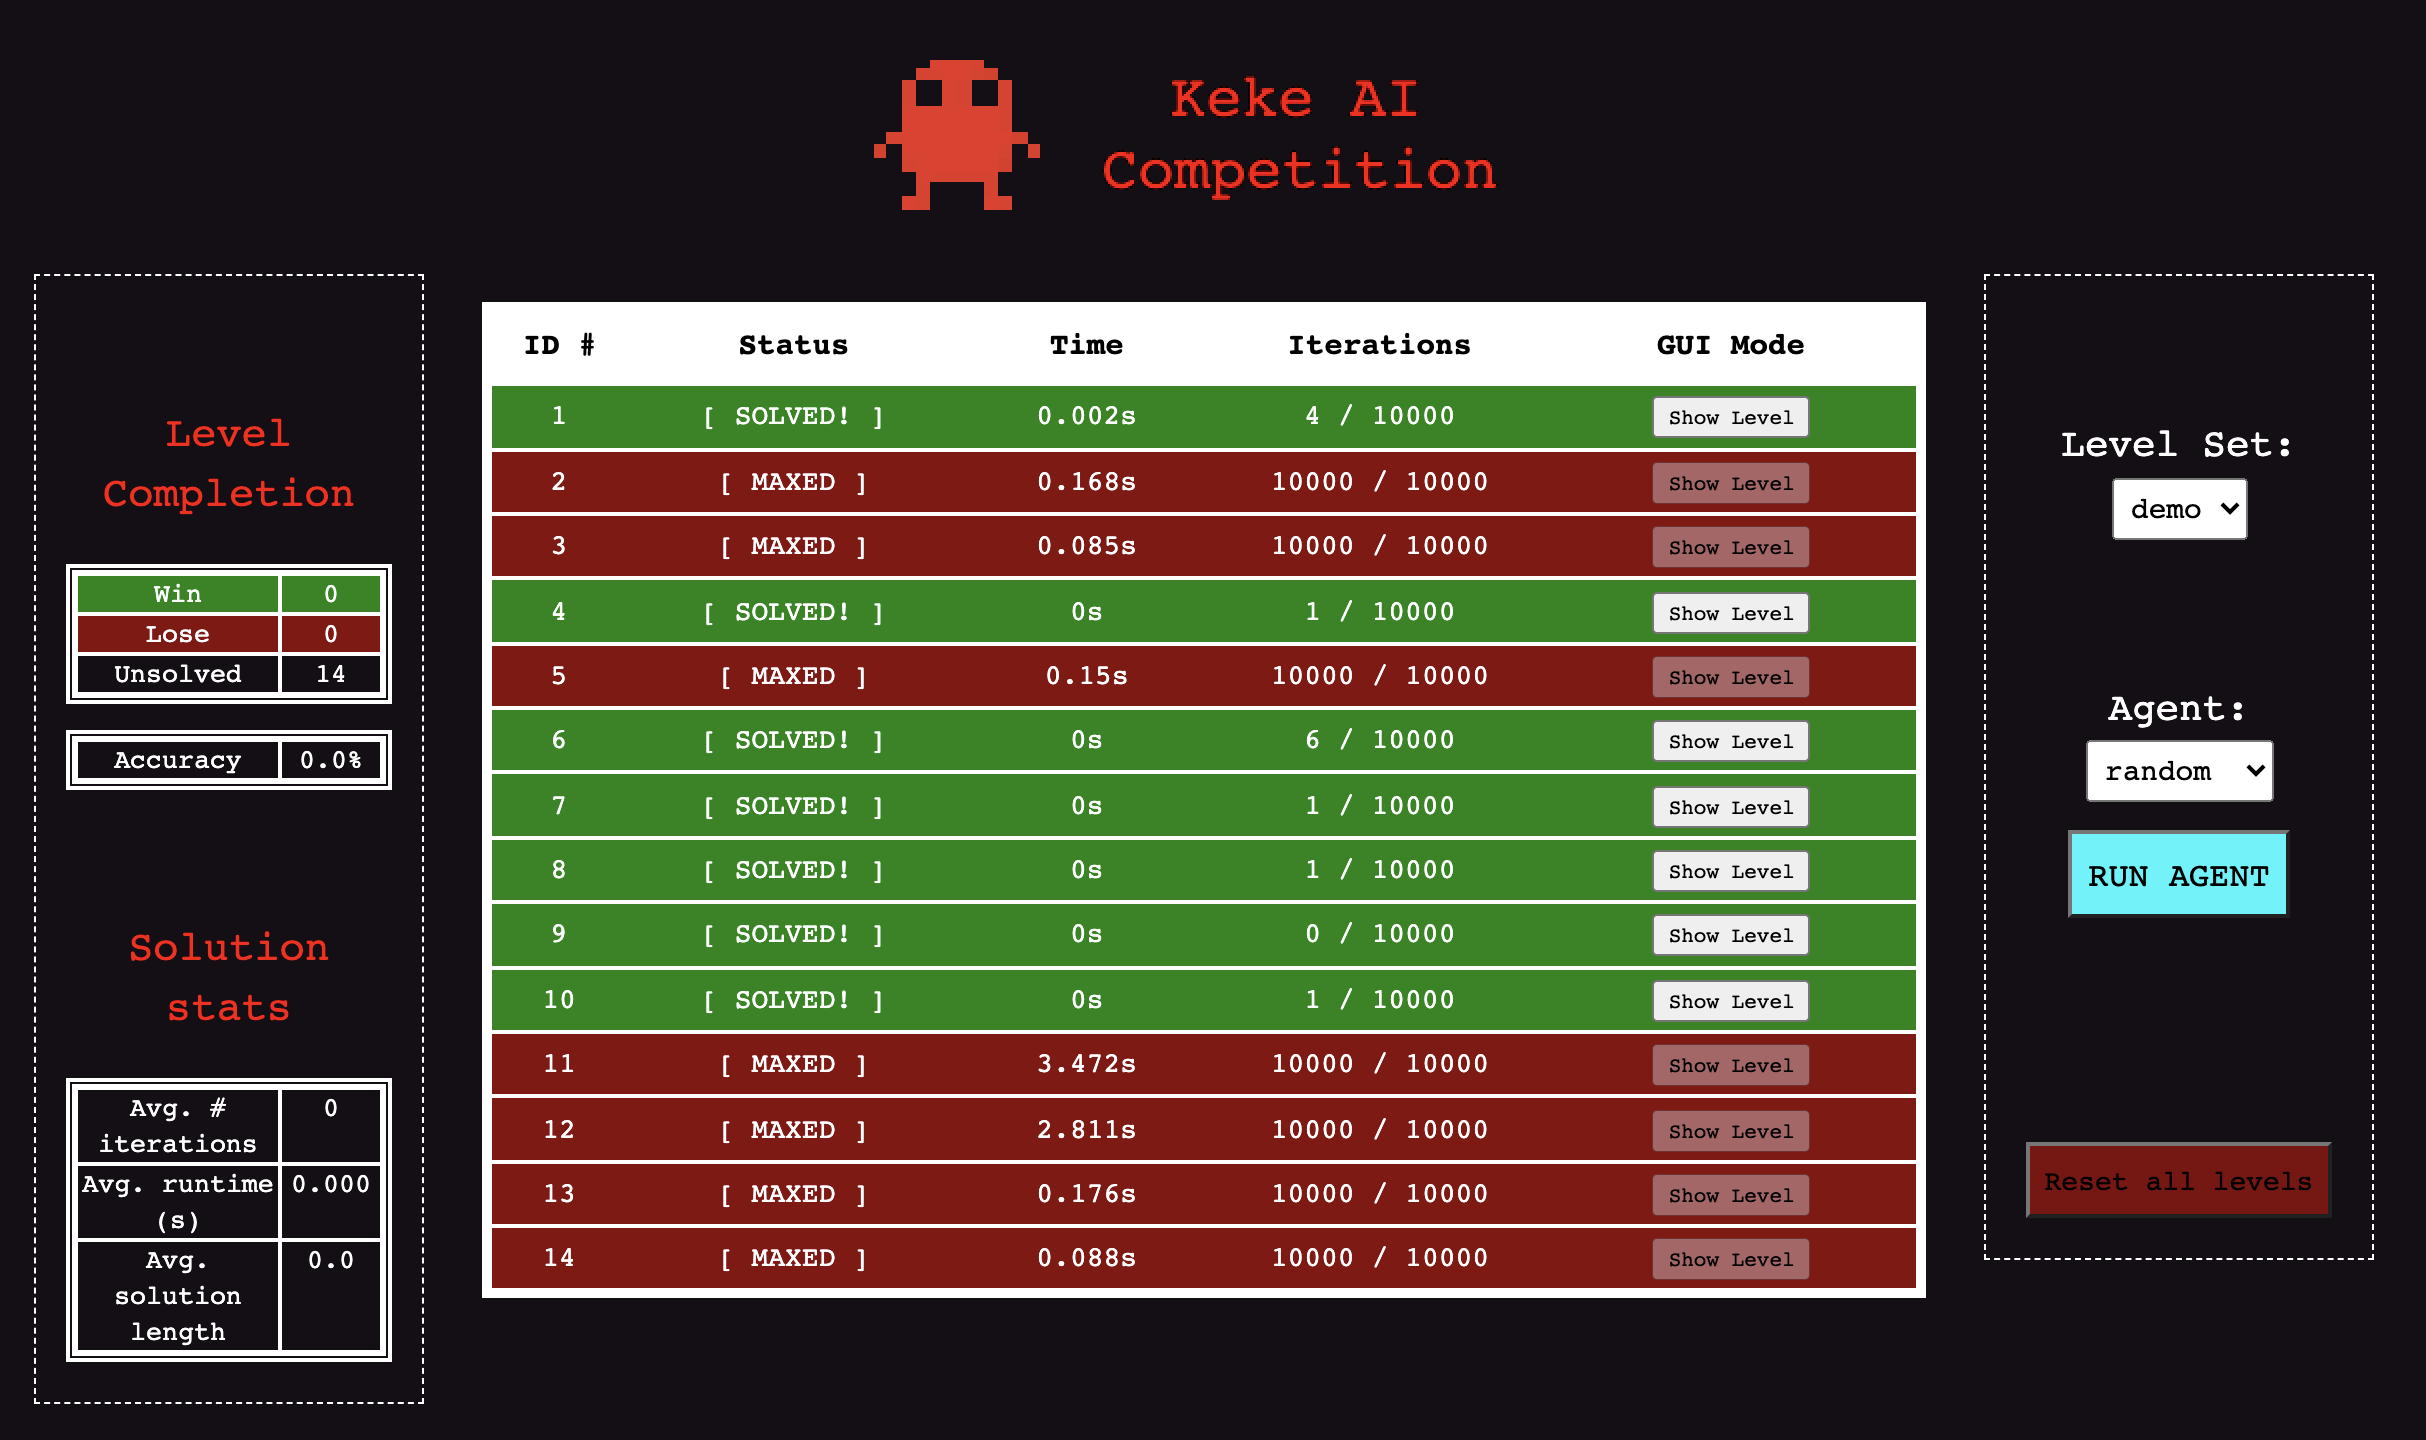 Keke AI
Competition
Level
Completion
Win 0
Lose 0
Unsolved 14
Accuracy 0.0%
Solution
stats
Avg. # 0
iterations
Avg. runtime 0.000
(s)
Avg. 0.0
solution
length
ID # Status Time Iterations GUI Mode
1 [ SOLVED! ] 0.002s 4 / 10000 Show Level
2 [ MAXED ] 0.168s 10000 / 10000 Show Level
3 [ MAXED ] 0.085s 10000 / 10000 Show Level
4 [ SOLVED! ] 0s 1 / 10000 Show Level
5 [ MAXED ] 0.15s 10000 / 10000 Show Level
6 [ SOLVED! ] 0s 6 / 10000 Show Level
7 [ SOLVED! ] 0s 1 / 10000 Show Level
8 [ SOLVED! ] 0s 1 / 10000 Show Level
9 [ SOLVED! ] 0s 0 / 10000 Show Level
10 [ SOLVED! ] 0s 1 / 10000 Show Level
11 [ MAXED ] 3.472s 10000 / 10000 Show Level
12 [ MAXED ] 2.811s 10000 / 10000 Show Level
13 [ MAXED ] 0.176s 10000 / 10000 Show Level
14 [ MAXED ] 0.088s 10000 / 10000 Show Level
Level Set:
demo
Agent:
random
RUN AGENT
Reset all levels